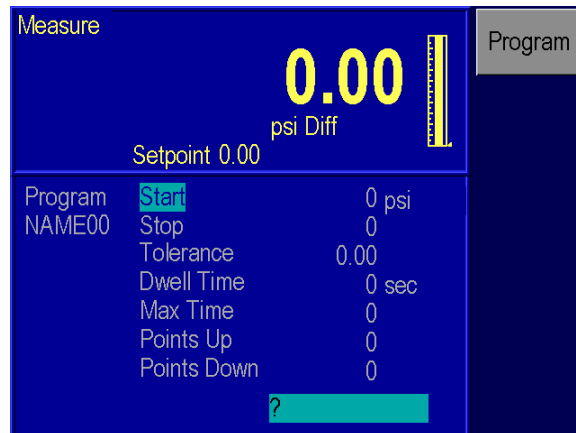 Measure
Program
0.00
psi Diff
Setpoint 0.00
Program Start 0 psi
NAME00 Stop 0
Tolerance 0.00
Dwell Time 0 sec
Max Time 0
Points Up 0
Points Down 0
?